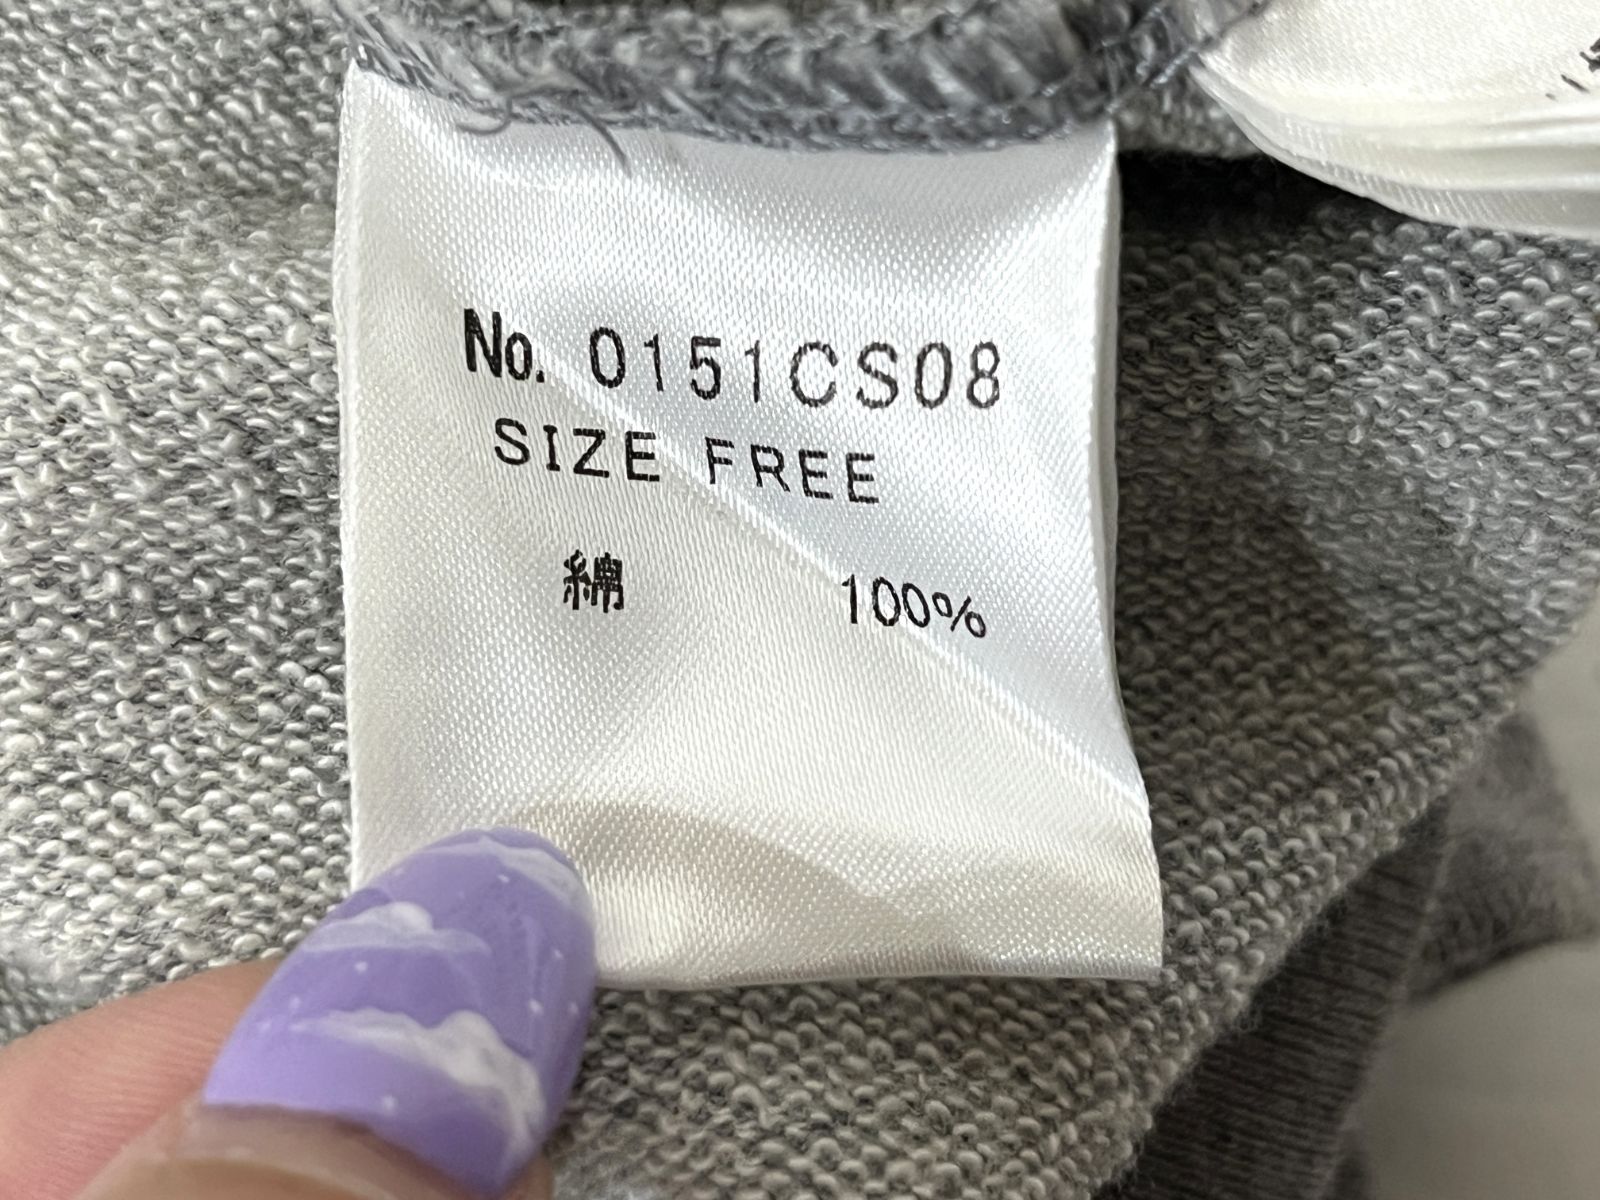 No. 0151CS08
SIZE FREE
綿 100%